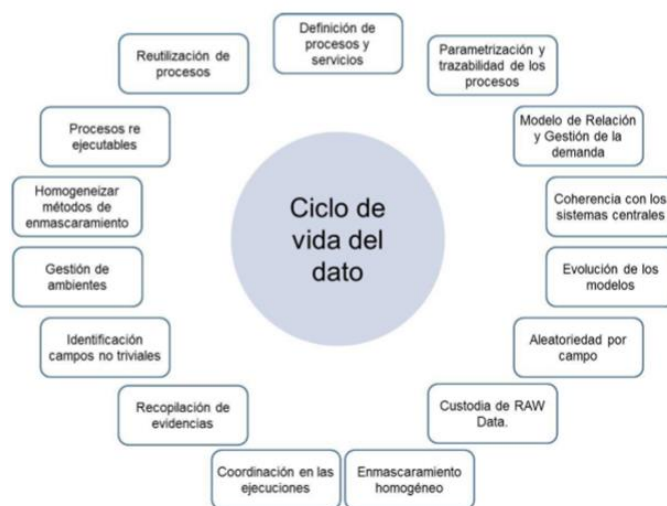 Definición de
procesos y
servicios
Parametrización y
trazabilidad de los
procesos
Modelo de Relación
y Gestión de la
demanda
Coherencia con los
sistemas centrales
Evolución de los
modelos
Aleatoriedad por
campo
Custodia de RAW
Data.
Enmascaramiento
homogéneo
Coordinación en las
ejecuciones
Recopilación de
evidencias
Identificación
campos no triviales
Gestión de
ambientes
Homogeneizar
métodos de
enmascaramiento
Procesos re
ejecutables
Reutilización de
procesos
Ciclo de
vida del
dato